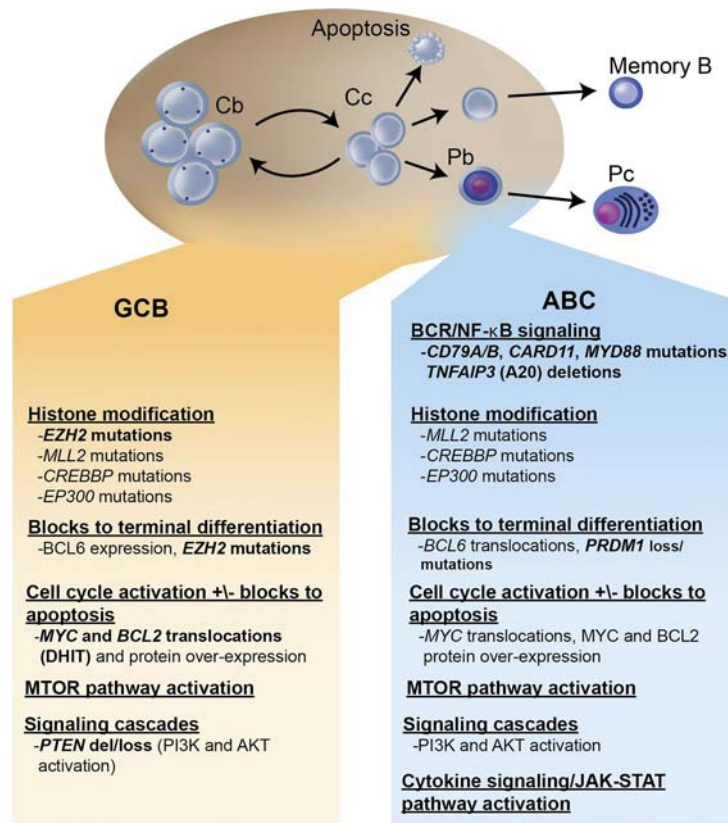 Apoptosis
Cb
Cc
Memory B
Pb
Pc
GCB
Histone modification
-EZH2 mutations
-MLL2 mutations
-CREBBP mutations
-EP300 mutations
Blocks to terminal differentiation
-BCL6 expression, EZH2 mutations
Cell cycle activation +\- blocks to
apoptosis
-MYC and BCL2 translocations
(DHIT) and protein over-expression
MTOR pathway activation
Signaling cascades
-PTEN del/loss (PI3K and AKT
activation)
ABC
BCR/NF-κB signaling
-CD79A/B, CARD11, MYD88 mutations
TNFAIP3 (A20) deletions
Histone modification
-MLL2 mutations
-CREBBP mutations
-EP300 mutations
Blocks to terminal differentiation
-BCL6 translocations, PRDM1 loss/
mutations
Cell cycle activation +\- blocks to
apoptosis
-MYC translocations, MYC and BCL2
protein over-expression
MTOR pathway activation
Signaling cascades
-PI3K and AKT activation
Cytokine signaling/JAK-STAT
pathway activation